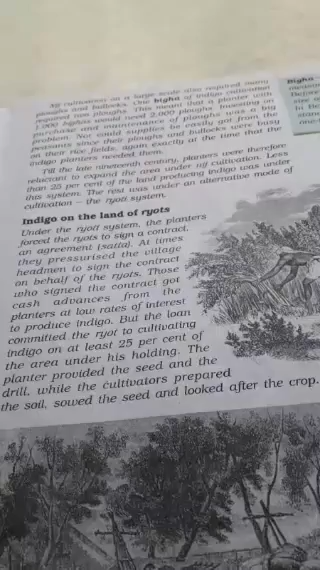 Nij cultivation on a large scale also required many
ploughs and bullocks. One bigha of indigo cultivation
required two ploughs. This meant that a planter with
1,000 bighas would need 2,000 ploughs. Investing on
purchase and maintenance of ploughs was a big
problem. Nor could supplies be easily got from the
peasants since their ploughs and bullocks were busy
on their rice fields, again exactly at the time that the
indigo planters needed them.
Till the late nineteenth century, planters were therefore
reluctant to expand the area under nij cultivation. Less
than 25 per cent of the land producing indigo was under
this system. The rest was under an alternative mode of
cultivation – the ryoti system.
Indigo on the land of ryots
Under the ryoti system, the planters
forced the ryots to sign a contract,
an agreement (satta). At times
they pressurised the village
headmen to sign the contract
on behalf of the ryots. Those
who signed the contract got
cash advances from the
planters at low rates of interest
to produce indigo. But the loan
committed the ryot to cultivating
indigo on at least 25 per cent of
the area under his holding. The
planter provided the seed and the
drill, while the cultivators prepared
the soil, sowed the seed and looked after the crop.
Bigha